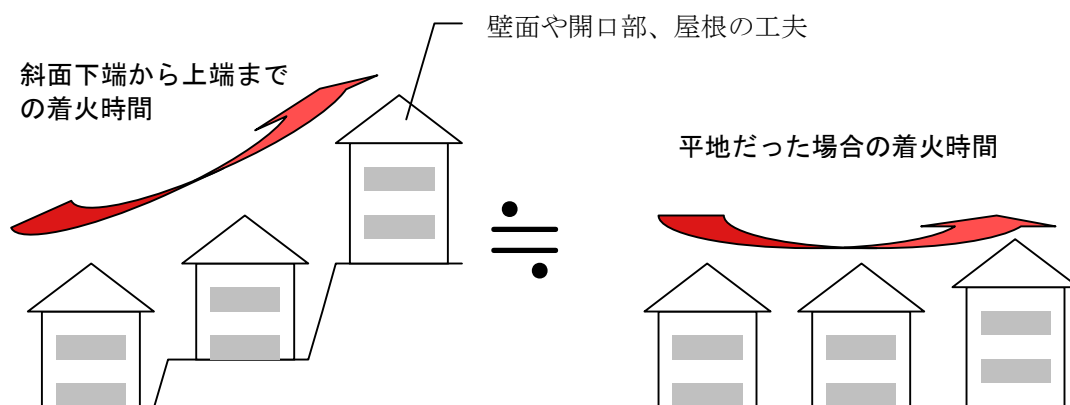 壁面や開口部、屋根の工夫
斜面下端から上端まで
の着火時間
平地だった場合の着火時間
≒